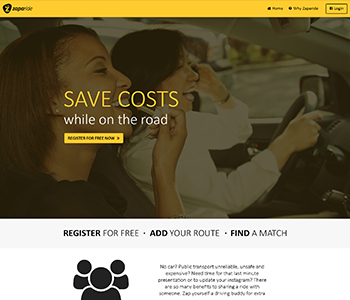 zaparide Home Why Zaparide Login
SAVE COSTS
while on the road
REGISTER FOR FREE NOW
REGISTER FOR FREE · ADD YOUR ROUTE · FIND A MATCH
No car? Public transport unreliable, unsafe and
expensive? Need time for that last minute
presentation or to update your instagram? There
are so many benefits to sharing a ride with
someone. Zap yourself a driving buddy for extra